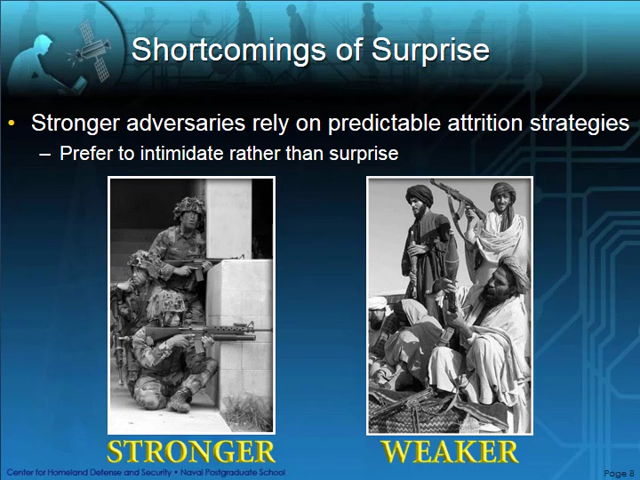 Shortcomings of Surprise
• Stronger adversaries rely on predictable attrition strategies
– Prefer to intimidate rather than surprise
STRONGER
WEAKER
Center for Homeland Defense and Security • Naval Postgraduate School
Page 8